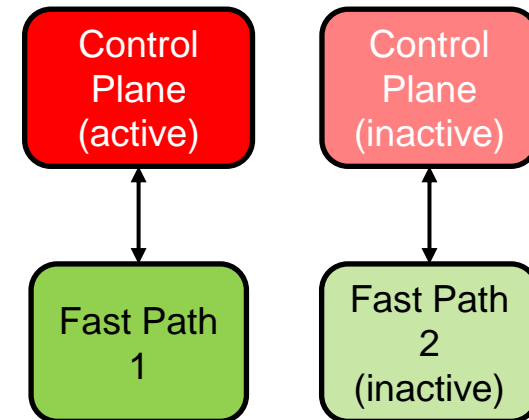 Control
Plane
(active)
Control
Plane
(inactive)
Fast Path
1
Fast Path
2
(inactive)